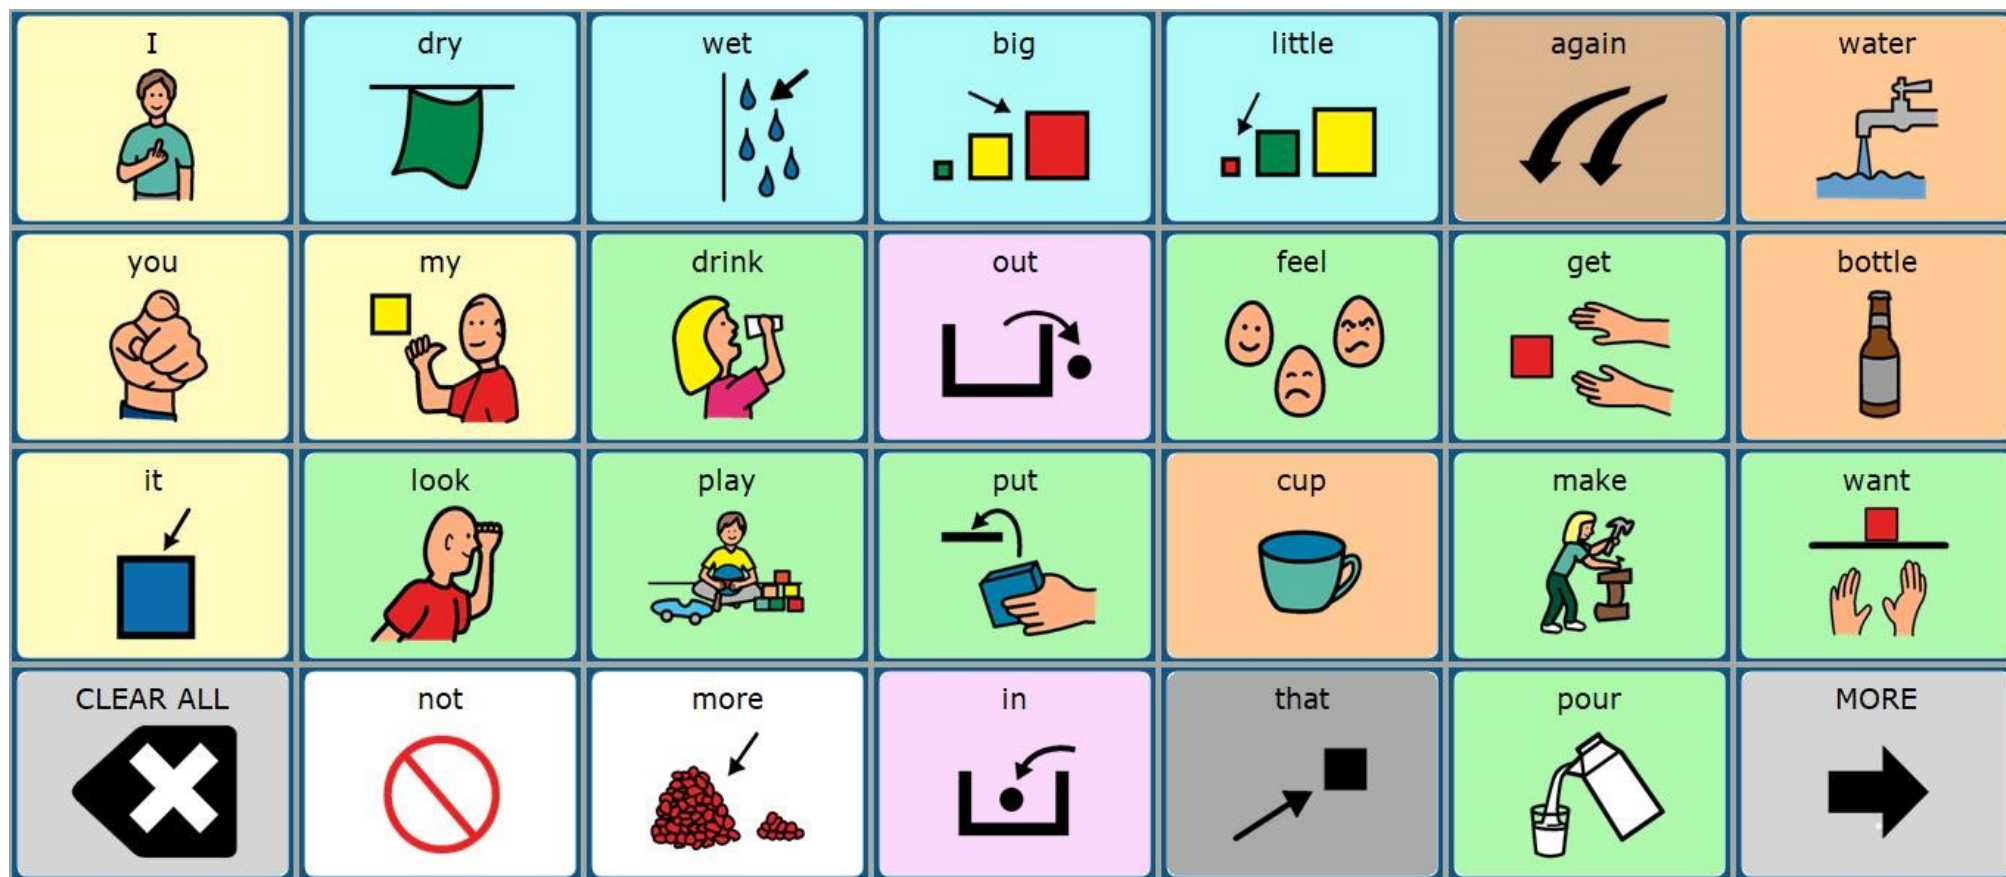 I
dry
wet
big
little
again
water
you
my
drink
out
feel
get
bottle
it
look
play
put
cup
make
want
CLEAR ALL
not
more
in
that
pour
MORE